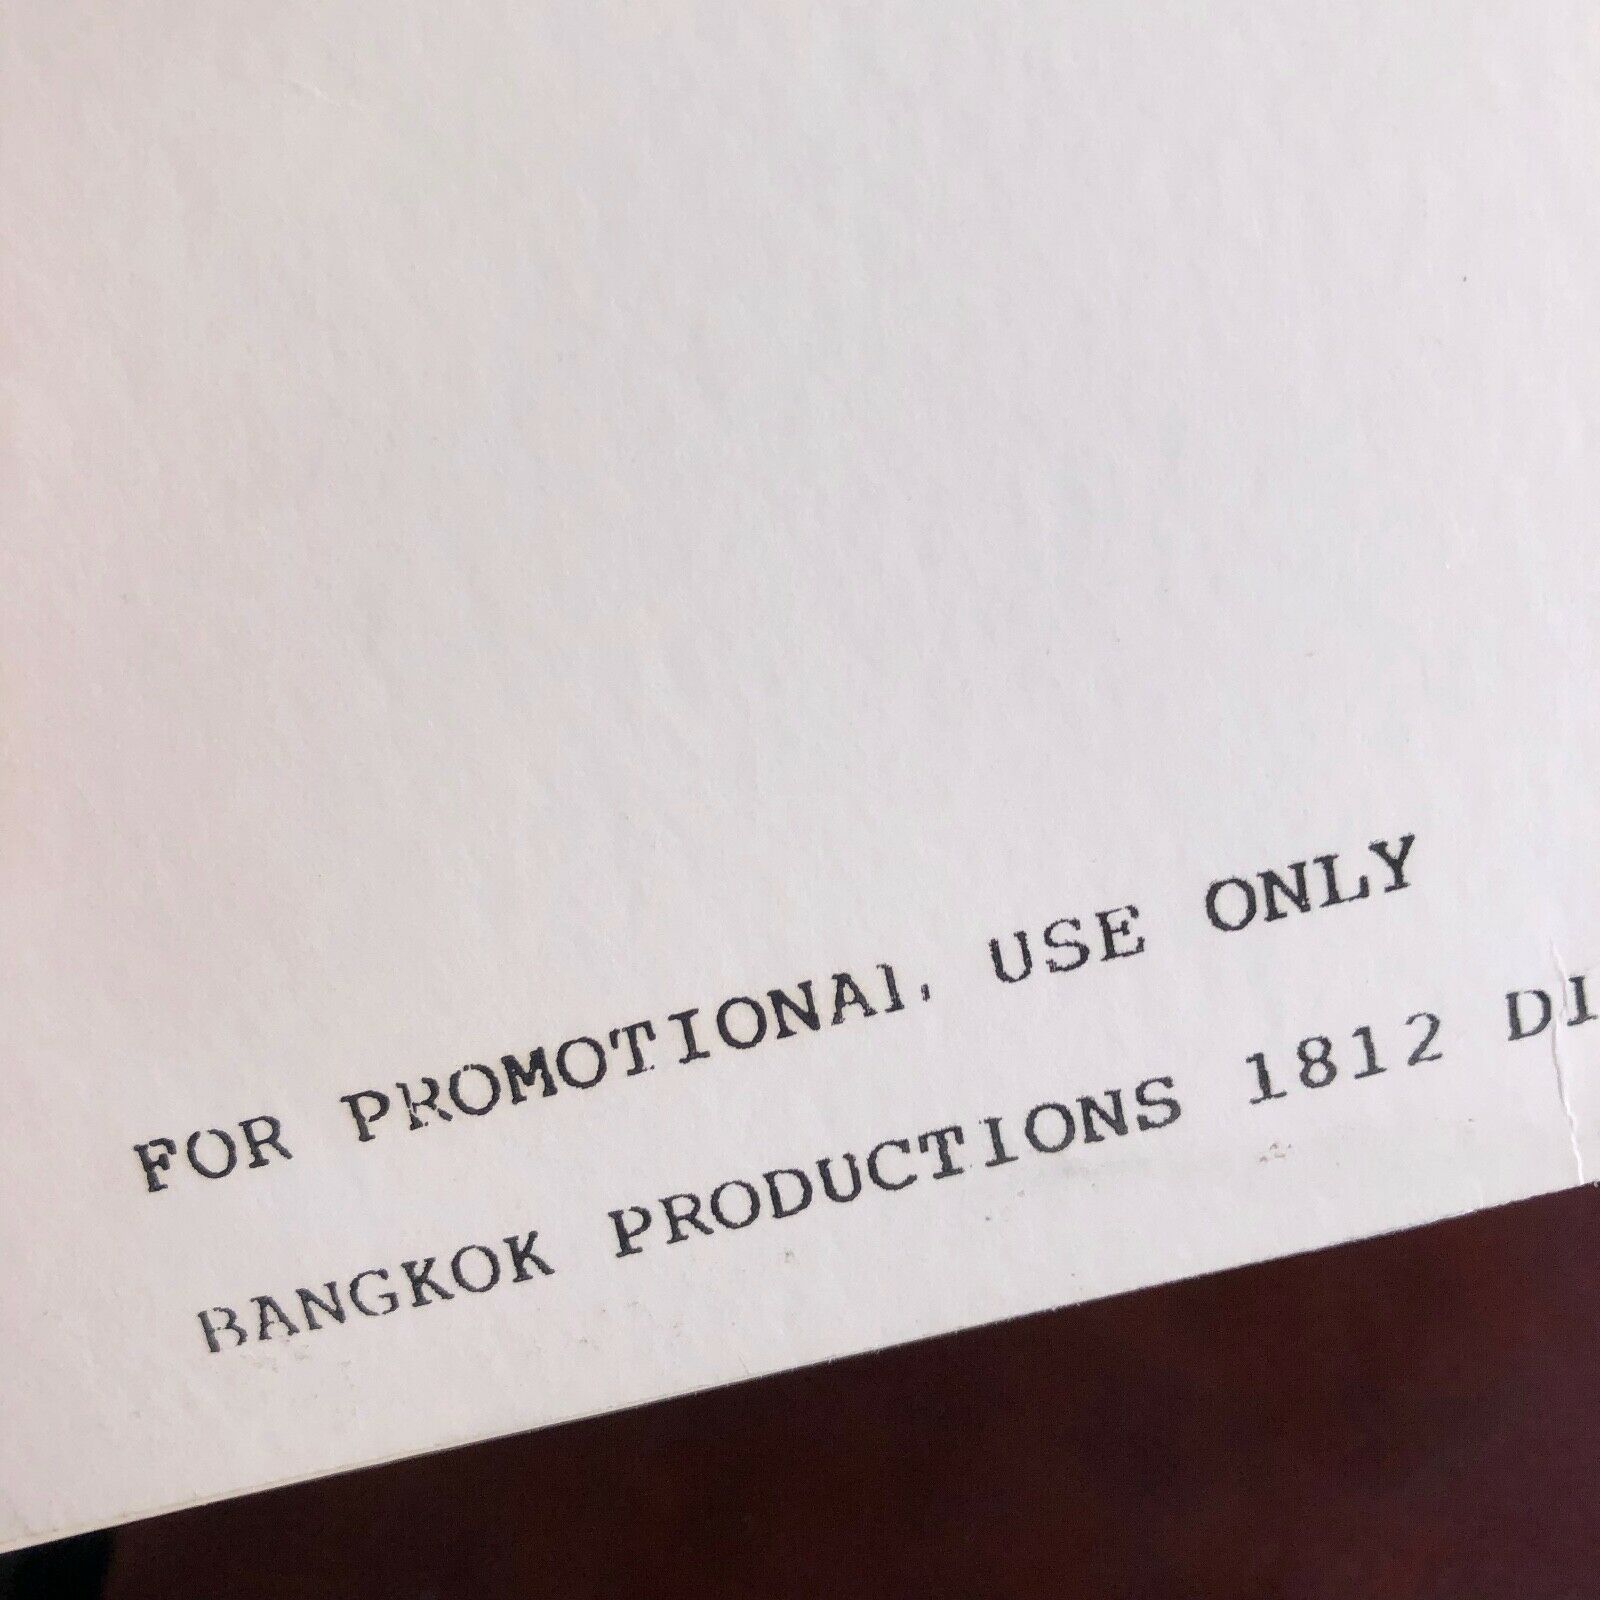 FOR PROMOTIONAL USE ONLY
BANGKOK PRODUCTIONS 1812 DI